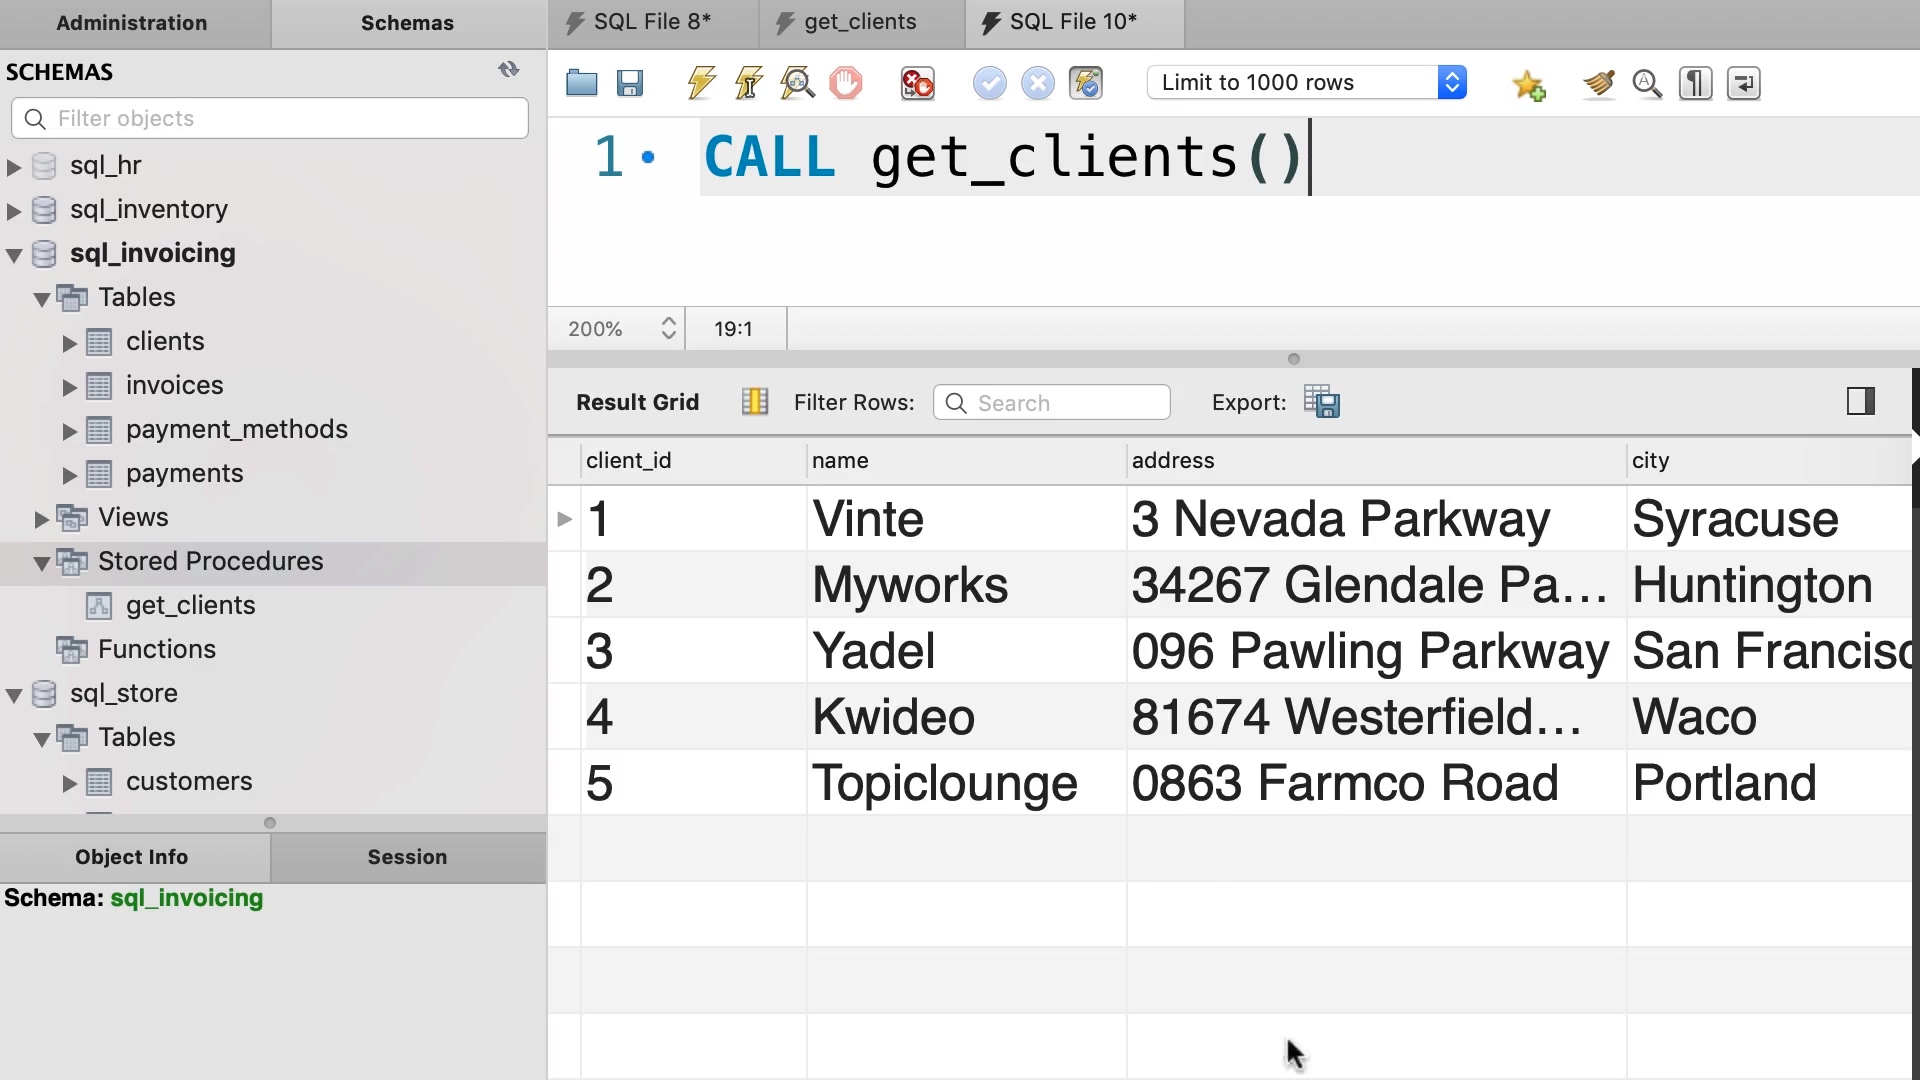 Administration
Schemas
SQL File 8*
get_clients
SQL File 10*
SCHEMAS
Filter objects
sql_hr
sql_inventory
sql_invoicing
Tables
clients
invoices
payment_methods
payments
Views
Stored Procedures
get_clients
Functions
sql_store
Tables
customers
Object Info
Session
Schema: sql_invoicing
Limit to 1000 rows
1 CALL get_clients()
200%
19:1
Result Grid
Filter Rows:
Search
Export:
client_id name address city
1 Vinte 3 Nevada Parkway Syracuse
2 Myworks 34267 Glendale Pa... Huntington
3 Yadel 096 Pawling Parkway San Francisc
4 Kwideo 81674 Westerfield... Waco
5 Topiclounge 0863 Farmco Road Portland